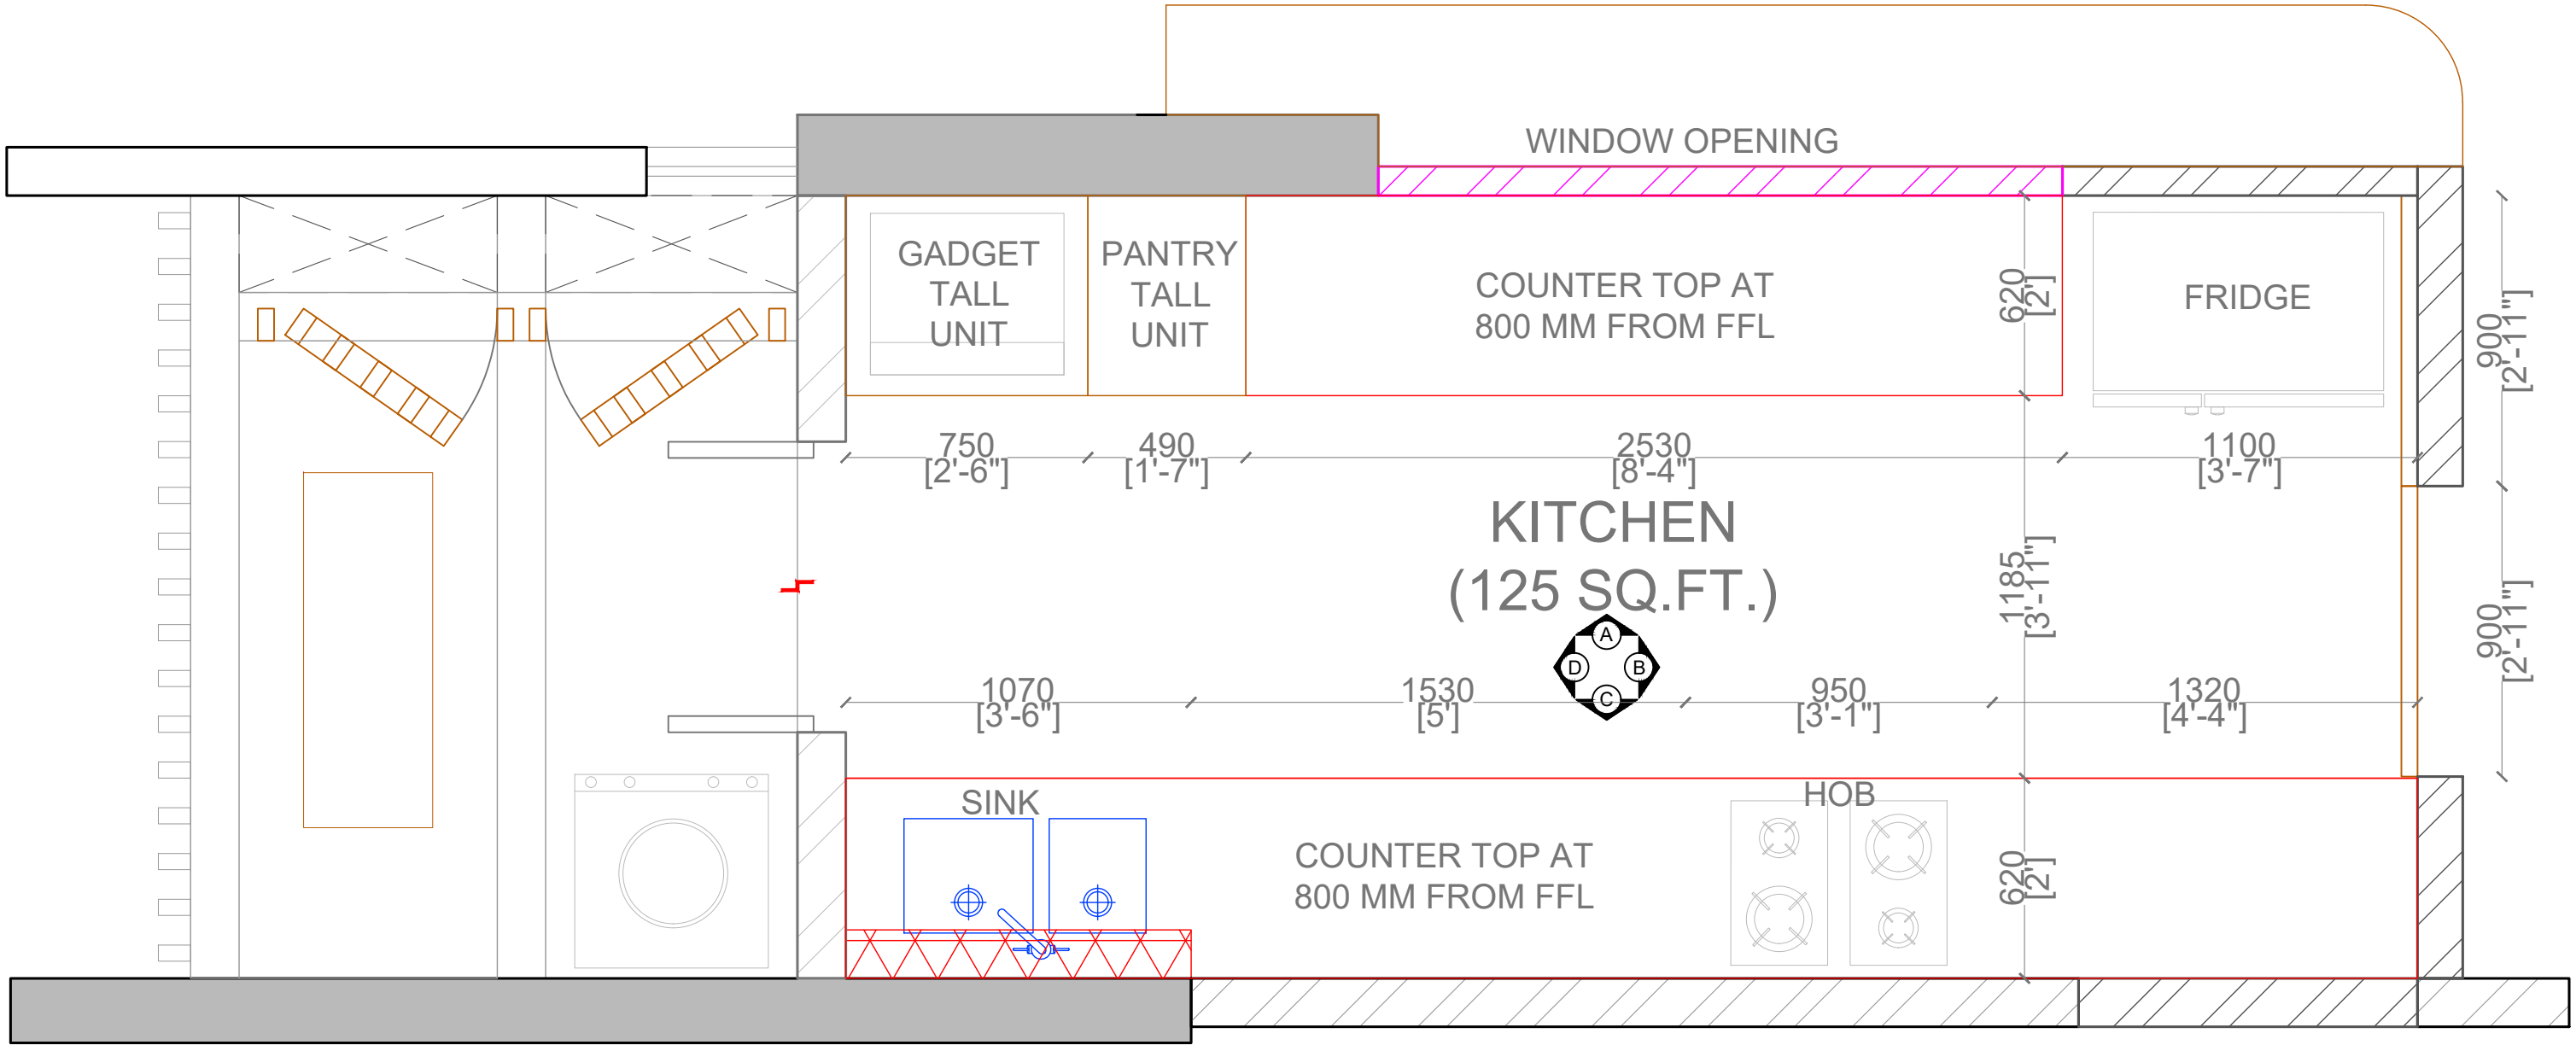 WINDOW OPENING
GADGET
TALL
UNIT
PANTRY
TALL
UNIT
COUNTER TOP AT
800 MM FROM FFL
620
[2']
FRIDGE
900
[2'-11"]
750
[2'-6"]
490
[1'-7"]
2530
[8'-4"]
1100
[3'-7"]
KITCHEN
(125 SQ.FT.)
1185
[3'-11"]
900
[2'-11"]
A
D
B
C
1070
[3'-6"]
1530
[5']
950
[3'-1"]
1320
[4'-4"]
SINK
HOB
COUNTER TOP AT
800 MM FROM FFL
620
[2']